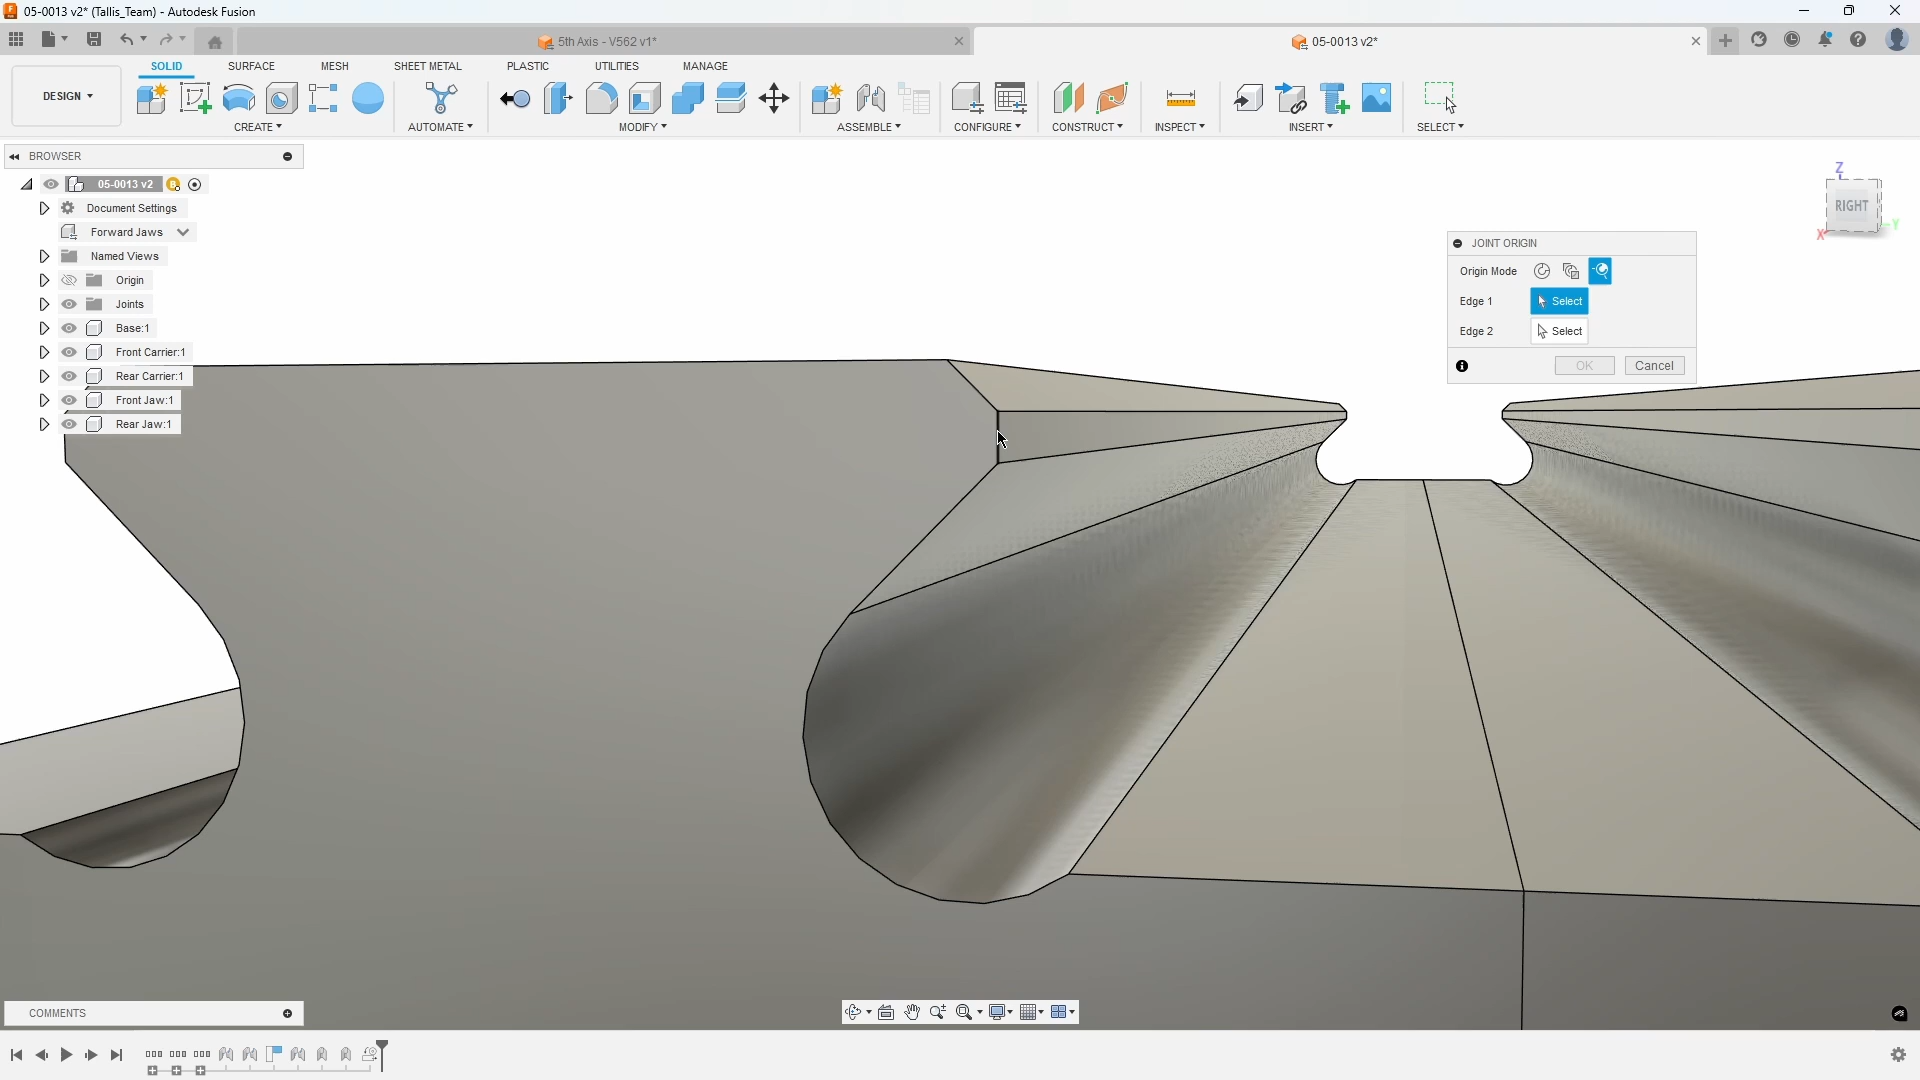 05-0013 v2* (Tallis_Team) - Autodesk Fusion
5th Axis - V562 v1*
05-0013 v2*
DESIGN
SOLID
SURFACE
MESH
SHEET METAL
PLASTIC
UTILITIES
MANAGE
CREATE
AUTOMATE
MODIFY
ASSEMBLE
CONFIGURE
CONSTRUCT
INSPECT
INSERT
SELECT
BROWSER
05-0013 v2
Document Settings
Forward Jaws
Named Views
Origin
Joints
Base:1
Front Carrier:1
Rear Carrier:1
Front Jaw:1
Rear Jaw:1
Z
RIGHT
X
Y
JOINT ORIGIN
Origin Mode
Edge 1
Select
Edge 2
Select
OK
Cancel
COMMENTS